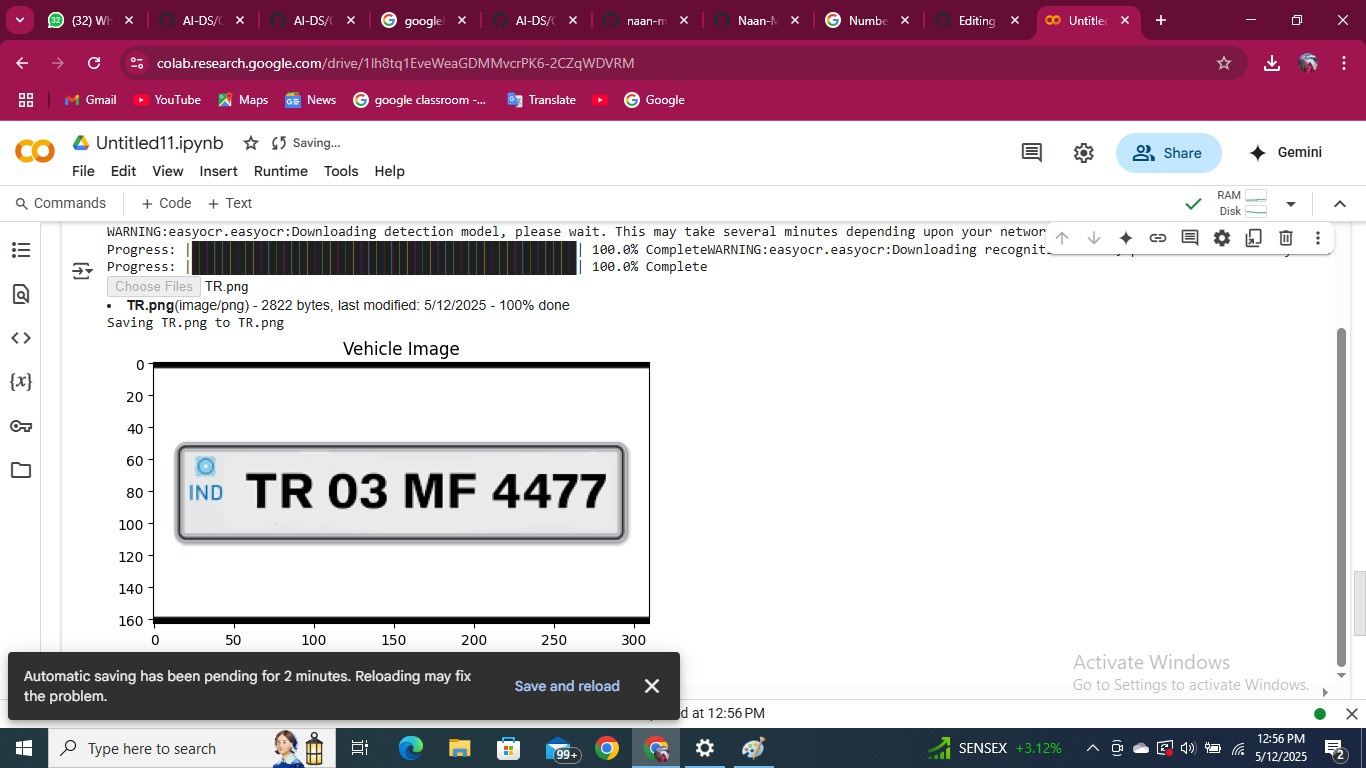 (32) Wh
AI-DS/(
AI-DS/(
google
AI-DS/(
naan-m
Naan-M
Numbe
Editing
Untitled
colab.research.google.com/drive/1lh8tq1EveWeaGDMMvcrPK6-2CZqWDVRM
Gmail
YouTube
Maps
News
google classroom -...
Translate
Google
Untitled11.ipynb
Saving...
Share
Gemini
File Edit View Insert Runtime Tools Help
Commands
+ Code + Text
RAM
Disk
WARNING:easyocr.easyocr:Downloading detection model, please wait. This may take several minutes depending upon your networ
Progress: | | 100.0% CompleteWARNING:easyocr.easyocr:Downloading recogniti
Progress: | | 100.0% Complete
Choose Files TR.png
• TR.png(image/png) - 2822 bytes, last modified: 5/12/2025 - 100% done
Saving TR.png to TR.png
Vehicle Image
0
20
40
60
80
100
120
140
160
IND
TR 03 MF 4477
0 50 100 150 200 250 300
Automatic saving has been pending for 2 minutes. Reloading may fix
the problem.
Save and reload
Activate Windows
Go to Settings to activate Windows.
d at 12:56 PM
Type here to search
99+
SENSEX +3.12%
12:56 PM
5/12/2025
2